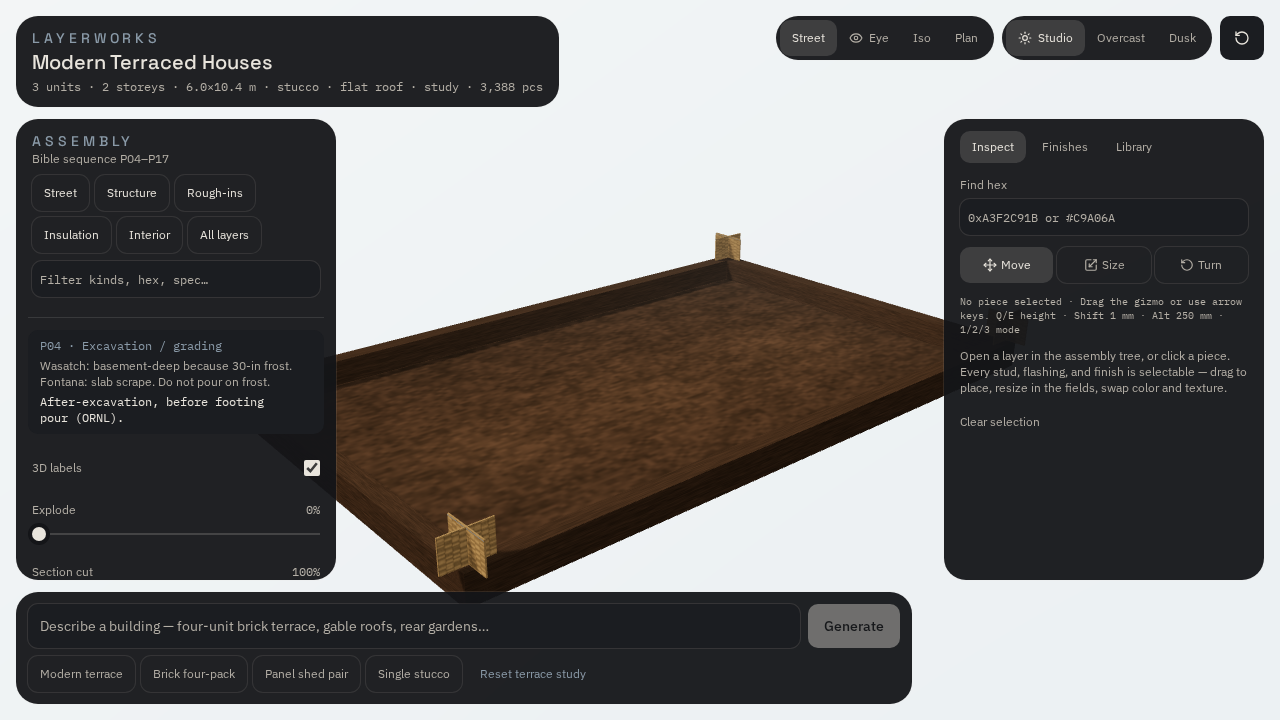 LAYERWORKS
Modern Terraced Houses
3 units · 2 storeys · 6.0×10.4 m · stucco · flat roof · study · 3,388 pcs
Street Eye Iso Plan
Studio Overcast Dusk
ASSEMBLY
Bible sequence P04–P17
Street Structure Rough-ins
Insulation Interior All layers
Filter kinds, hex, spec…
P04 · Excavation / grading
Wasatch: basement-deep because 30-in frost.
Fontana: slab scrape. Do not pour on frost.
After-excavation, before footing
pour (ORNL).
3D labels
Explode 0%
Section cut 100%
Inspect Finishes Library
Find hex
0xA3F2C91B or #C9A06A
Move Size Turn
No piece selected · Drag the gizmo or use arrow
keys. Q/E height · Shift 1 mm · Alt 250 mm ·
1/2/3 mode
Open a layer in the assembly tree, or click a piece.
Every stud, flashing, and finish is selectable — drag to
place, resize in the fields, swap color and texture.
Clear selection
Describe a building — four-unit brick terrace, gable roofs, rear gardens…
Generate
Modern terrace Brick four-pack Panel shed pair Single stucco Reset terrace study